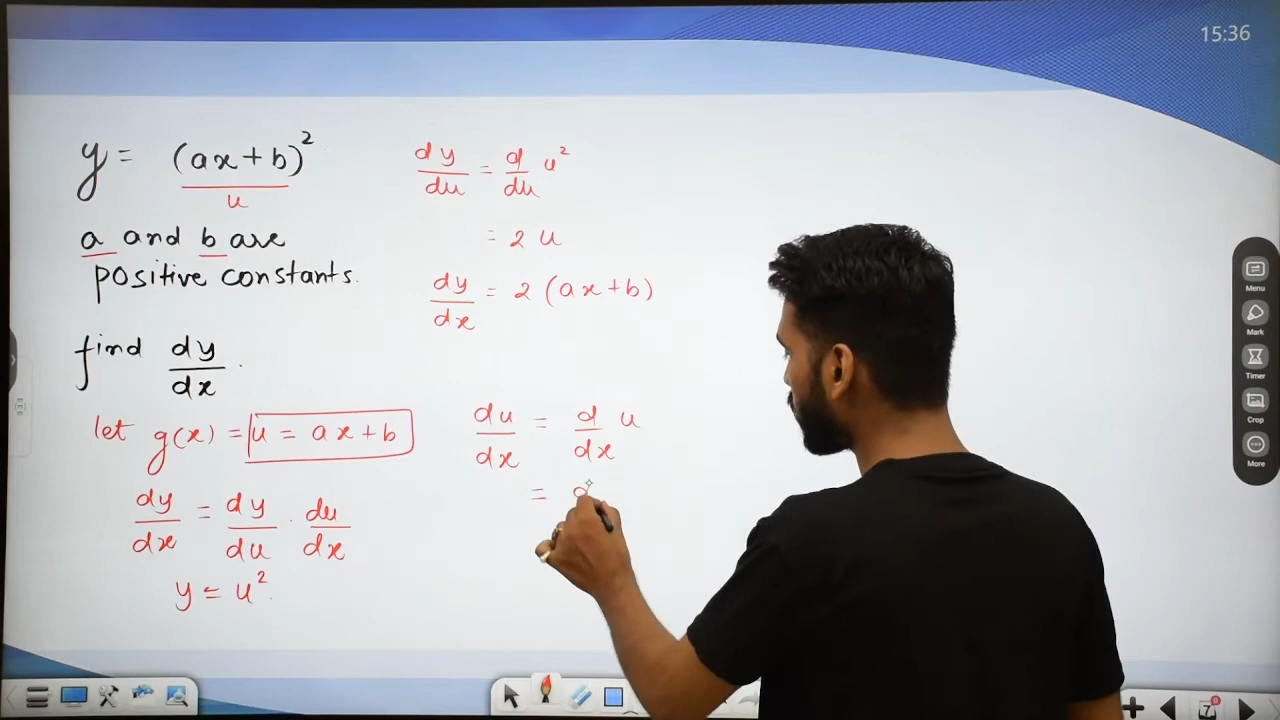 15:36
y = (ax+b)²
u
a and b are
positive constants.
find dy/dx.
let g(x) = u = ax+b
dy/dx = dy/du · du/dx
y = u².
dy/du = d/du u²
= 2 u
dy/dx = 2 (ax+b)
du/dx = d/dx u
= d
Menu
Mark
Timer
Crop
More